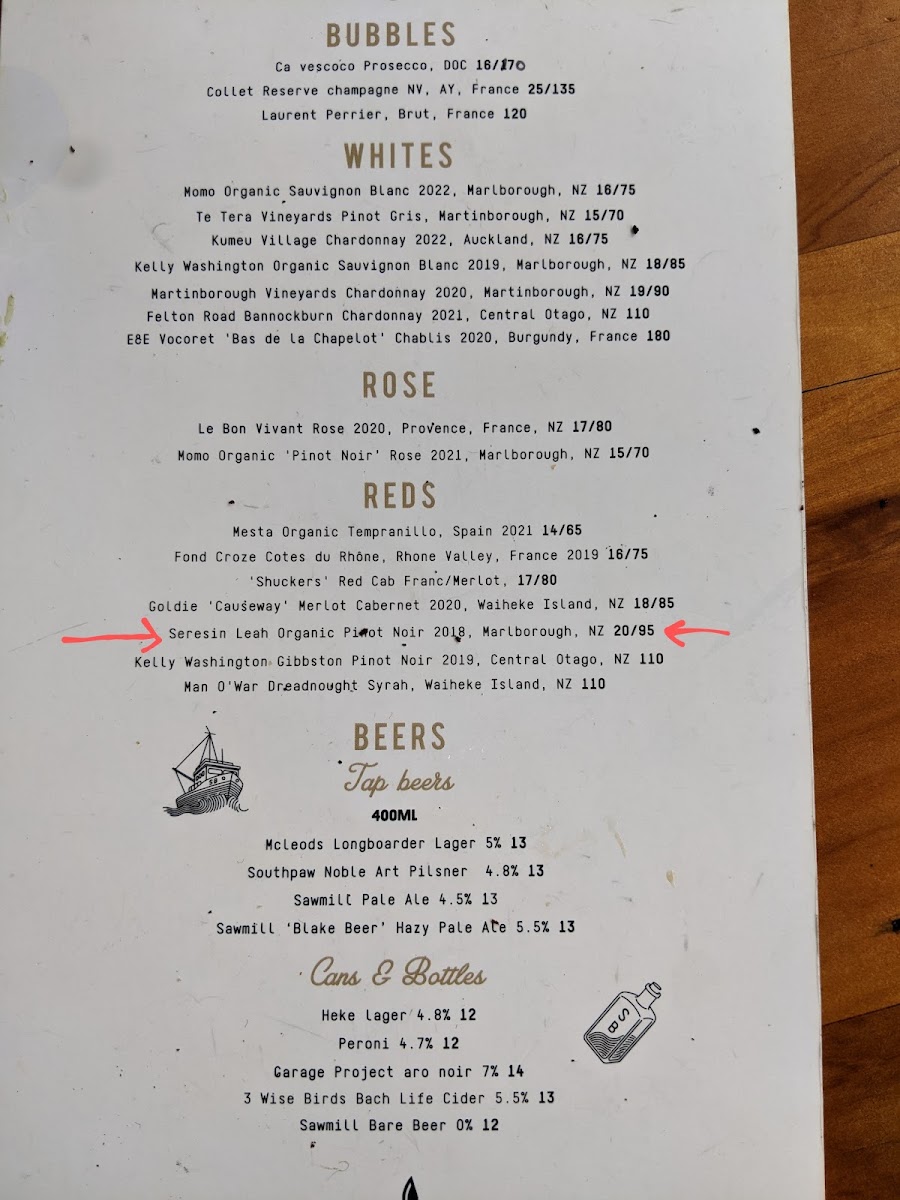 BUBBLES
Ca vescoco Prosecco, DOC 16/70
Collet Reserve champagne NV, AY, France 25/135
Laurent Perrier, Brut, France 120
WHITES
Momo Organic Sauvignon Blanc 2022, Marlborough, NZ 16/75
Te Tera Vineyards Pinot Gris, Martinborough, NZ 15/70
Kumeu Village Chardonnay 2022, Auckland, NZ 16/75
Kelly Washington Organic Sauvignon Blanc 2019, Marlborough, NZ 18/85
Martinborough Vineyards Chardonnay 2020, Martinborough, NZ 19/90
Felton Road Bannockburn Chardonnay 2021, Central Otago, NZ 110
E&E Vocoret 'Bas de la Chapelot' Chablis 2020, Burgundy, France 180
ROSE
Le Bon Vivant Rose 2020, Provence, France, NZ 17/80
Momo Organic 'Pinot Noir' Rose 2021, Marlborough, NZ 15/70
REDS
Mesta Organic Tempranillo, Spain 2021 14/65
Fond Croze Cotes du Rhône, Rhone Valley, France 2019 16/75
'Shuckers' Red Cab Franc/Merlot, 17/80
Goldie 'Causeway' Merlot Cabernet 2020, Waiheke Island, NZ 18/85
Seresin Leah Organic Pinot Noir 2018, Marlborough, NZ 20/95
Kelly Washington Gibbston Pinot Noir 2019, Central Otago, NZ 110
Man O'War Dreadnought Syrah, Waiheke Island, NZ 110
BEERS
Tap beers
400ML
McLeods Longboarder Lager 5% 13
Southpaw Noble Art Pilsner 4.8% 13
Sawmill Pale Ale 4.5% 13
Sawmill 'Blake Beer' Hazy Pale Ale 5.5% 13
Cans & Bottles
Heke lager 4.8% 12
Peroni 4.7% 12
Garage Project aro noir 7% 14
3 Wise Birds Bach Life Cider 5.5% 13
Sawmill Bare Beer 0% 12
SB